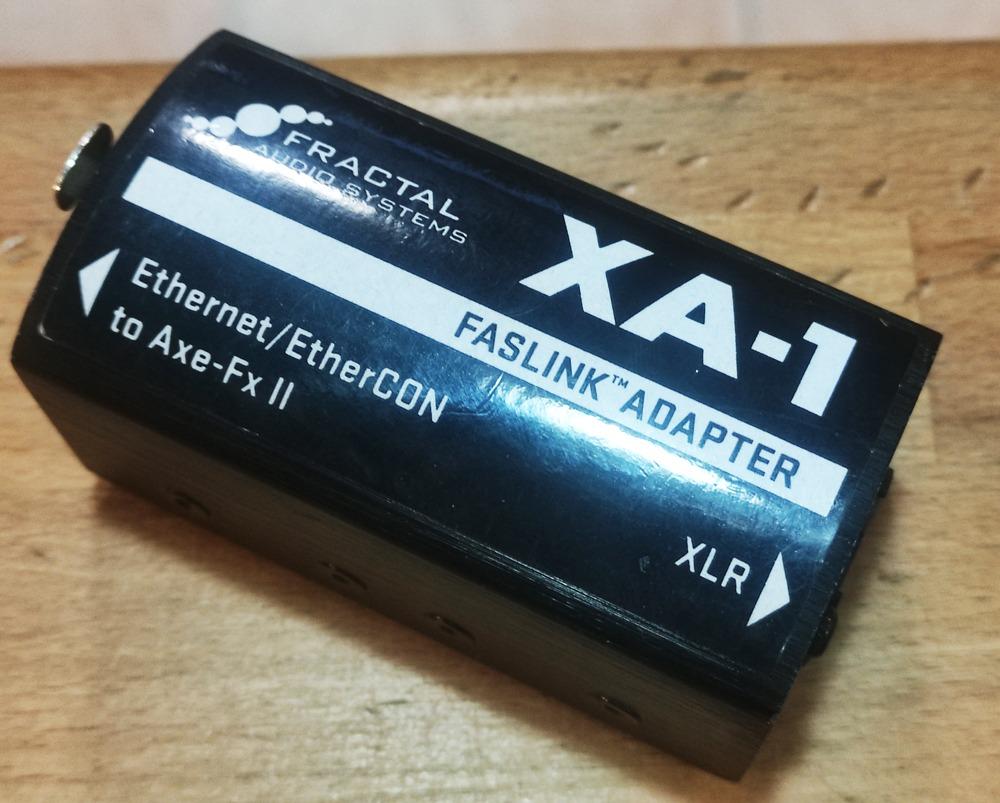 FRACTAL
AUDIO SYSTEMS
XA-1
FASLINK™ ADAPTER
Ethernet/EtherCON
to Axe-Fx II
XLR